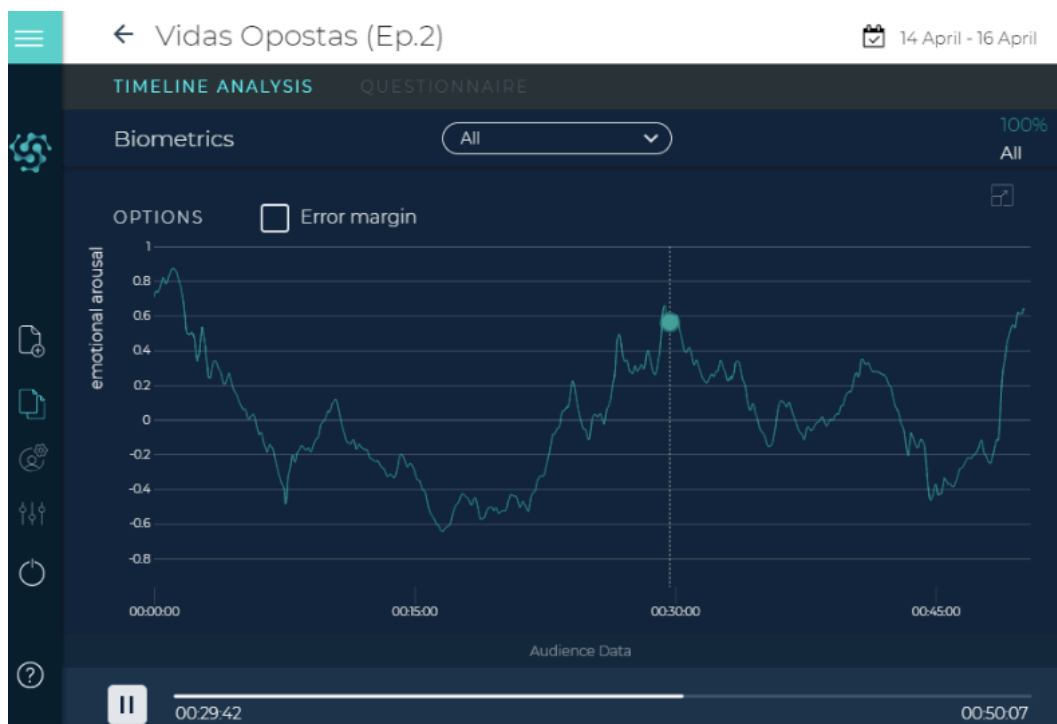 Vidas Opostas (Ep.2)
14 April - 16 April
TIMELINE ANALYSIS
QUESTIONNAIRE
Biometrics
All
100%
All
OPTIONS
Error margin
emotional arousal
1
0.8
0.6
0.4
0.2
0
-0.2
-0.4
-0.6
-0.8
00:00:00
00:15:00
00:30:00
00:45:00
Audience Data
00:29:42
00:50:07